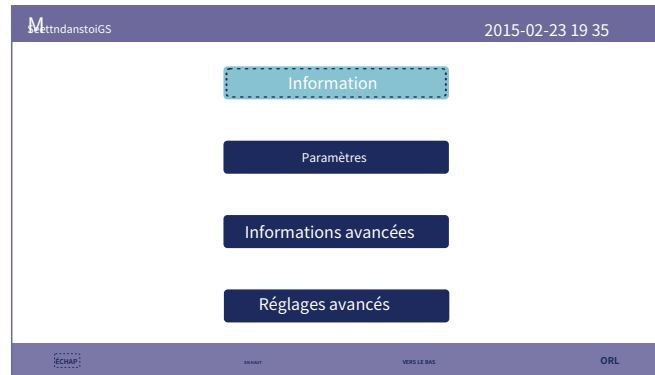 2015-02-23 19 35
Information
Paramètres
Informations avancées
Réglages avancés
ÉCHAP
VERS LE BAS
ORL